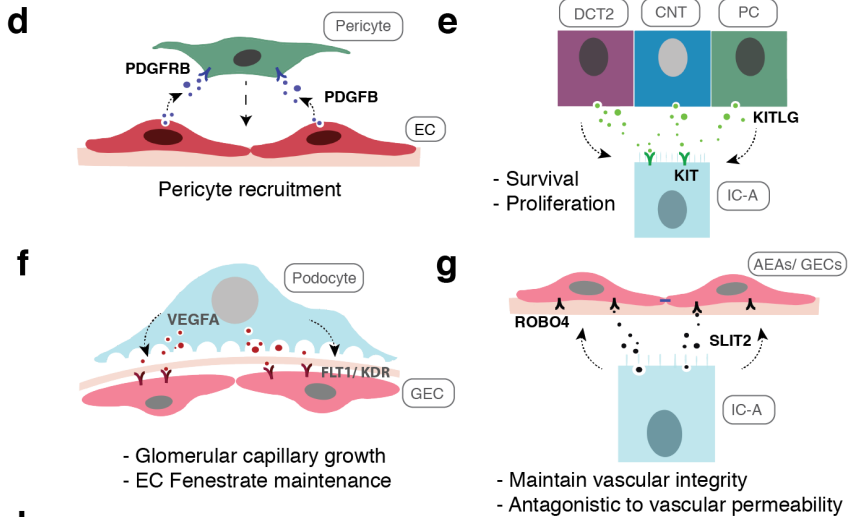 d
Pericyte
PDGFRB
PDGFB
EC
Pericyte recruitment
e
DCT2
CNT
PC
KITLG
KIT
- Survival
- Proliferation
IC-A
f
Podocyte
VEGFA
FLT1/ KDR
GEC
- Glomerular capillary growth
- EC Fenestrate maintenance
g
AEAs/ GECs
ROBO4
SLIT2
IC-A
- Maintain vascular integrity
- Antagonistic to vascular permeability